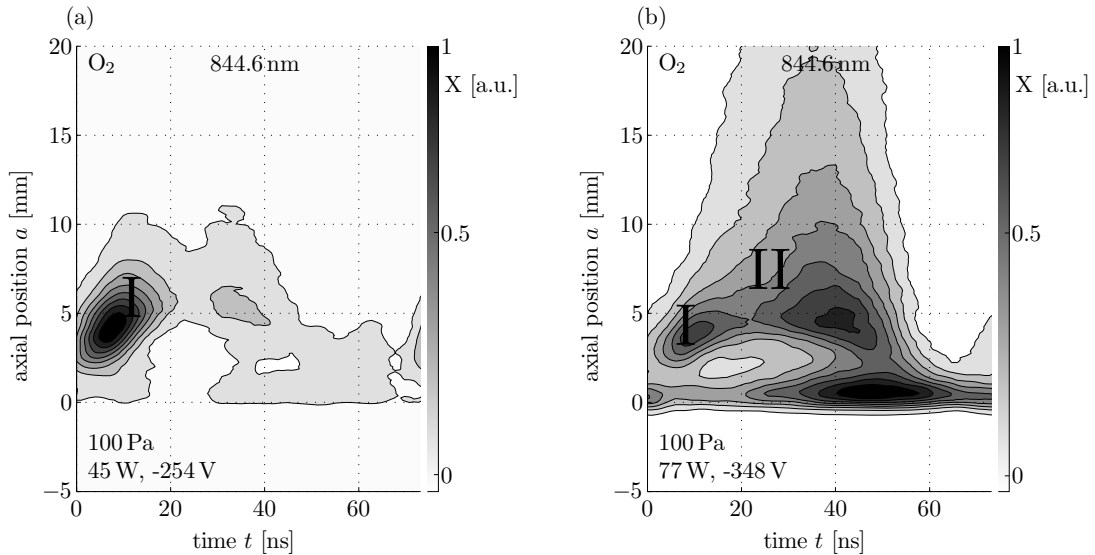 (a)
20
15
10
5
0
−5
axial position a [mm]
O2
844.6 nm
I
100 Pa
45 W, -254 V
0
20
40
60
time t [ns]
1
X [a.u.]
0.5
0
(b)
20
15
10
5
0
−5
axial position a [mm]
O2
844.6 nm
I
II
100 Pa
77 W, -348 V
0
20
40
60
time t [ns]
1
X [a.u.]
0.5
0